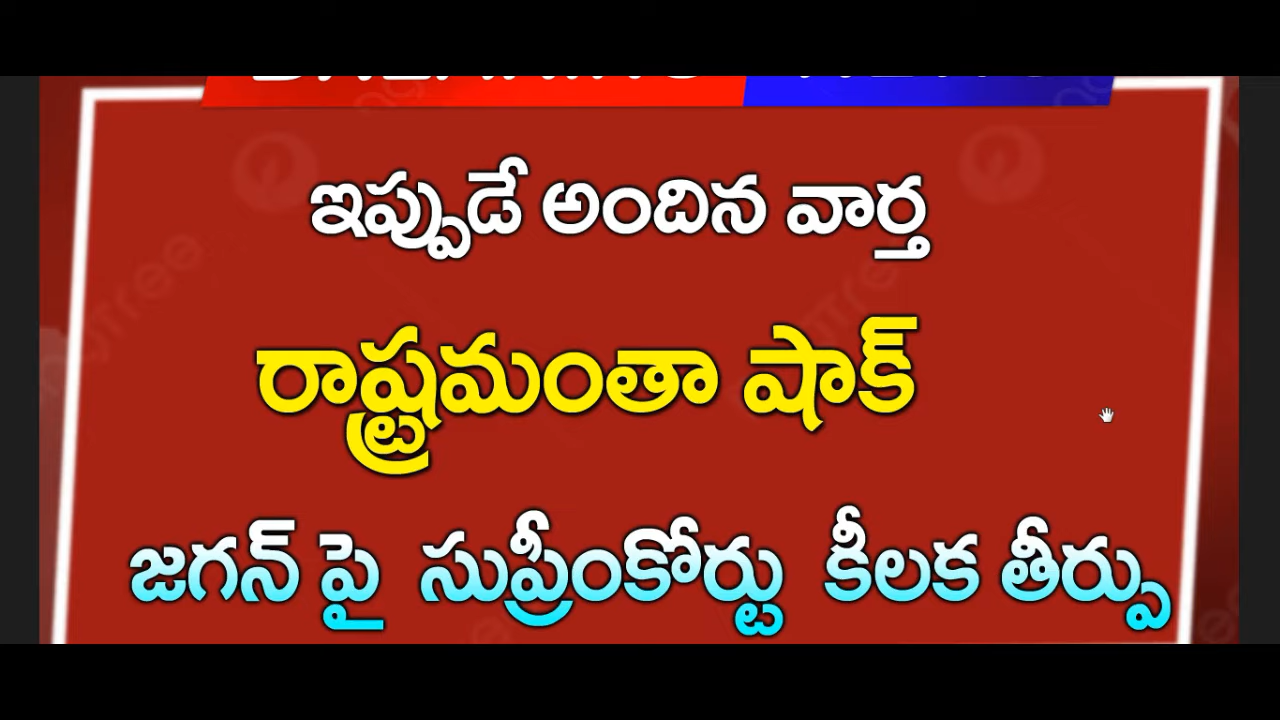 ఇప్పుడే అందిన వార్త
రాష్ట్రమంతా షాక్
జగన్ పై సుప్రీంకోర్టు కీలక తీర్పు